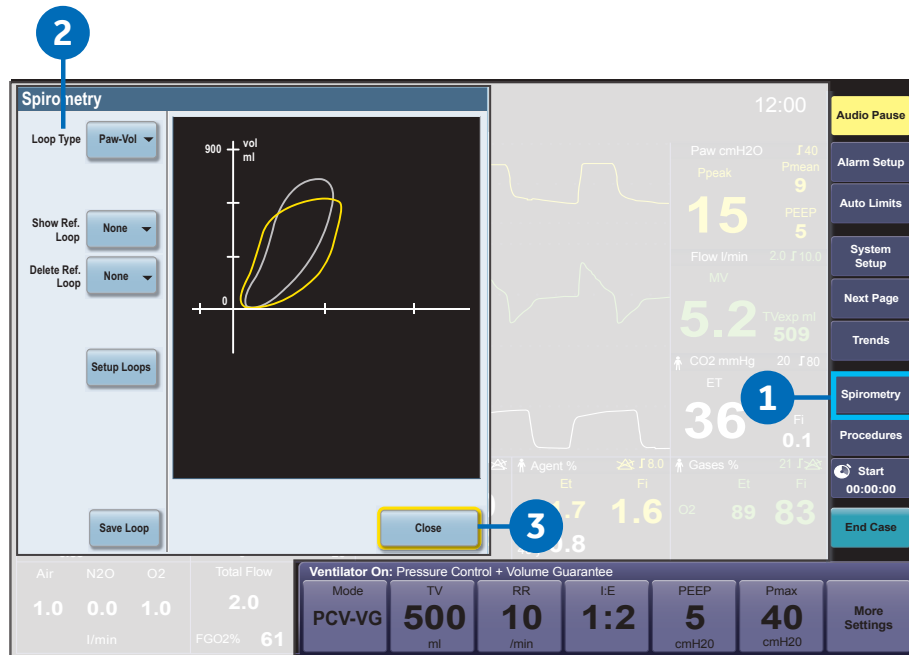 2
Spirometry
Loop Type
Paw-Vol
Show Ref.
Loop
None
Delete Ref.
Loop
None
Setup Loops
Save Loop
900
vol
ml
0
Close
3
12:00
Paw cmH2O
40
Ppeak
Pmean
15
9
PEEP
5
Flow l/min
2.0
10.0
MV
5.2
TVexp ml
509
CO2 mmHg
20
80
ET
36
Fi
0.1
1
Agent %
8.0
Et
Fi
.7
1.6
0.8
Gases %
21
Et
Fi
O2
89
83
Audio Pause
Alarm Setup
Auto Limits
System
Setup
Next Page
Trends
Spirometry
Procedures
Start
00:00:00
End Case
Air
N2O
O2
1.0
0.0
1.0
l/min
Total Flow
2.0
FGO2%
61
Ventilator On: Pressure Control + Volume Guarantee
Mode
PCV-VG
TV
500
ml
RR
10
/min
I:E
1:2
PEEP
5
cmH20
Pmax
40
cmH20
More
Settings